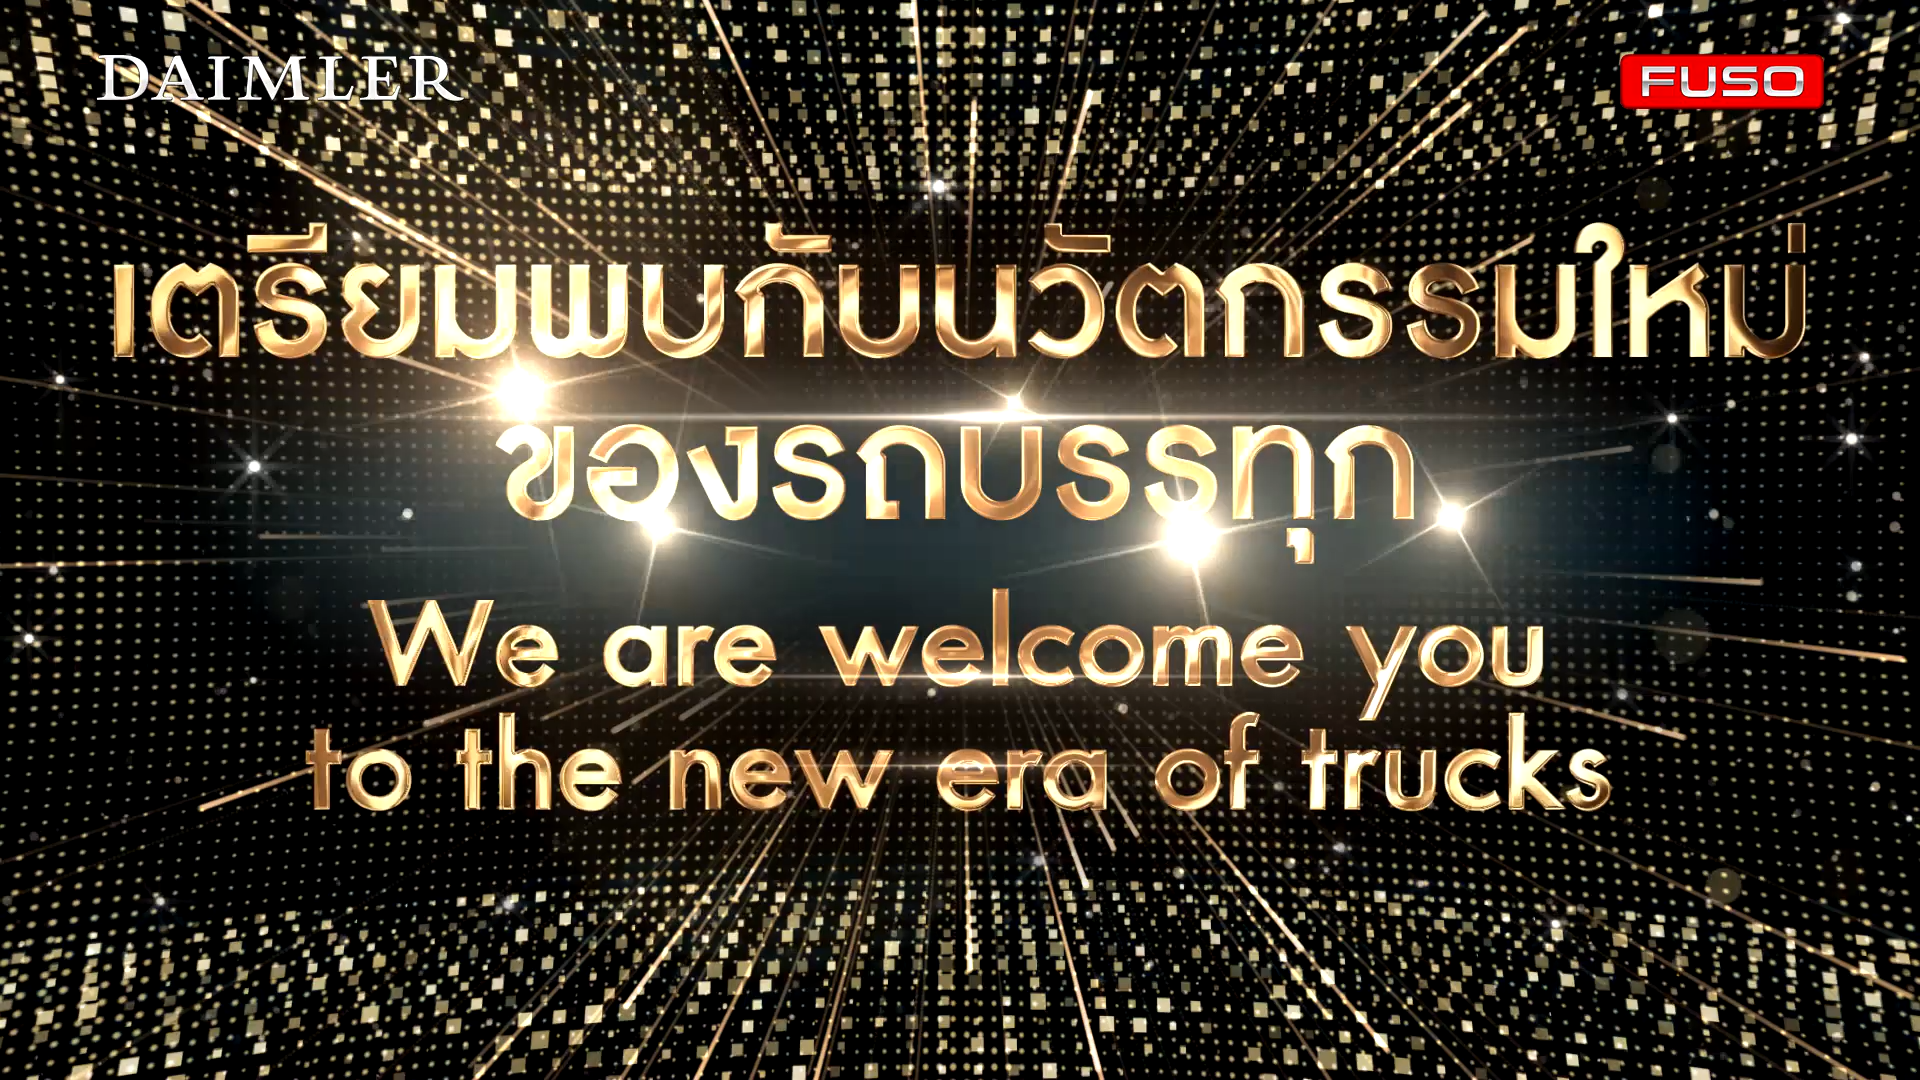 DAIMLER
FUSO
เตรียมพบกับนวัตกรรมใหม่
ของรถบรรทุก
We are welcome you
to the new era of trucks